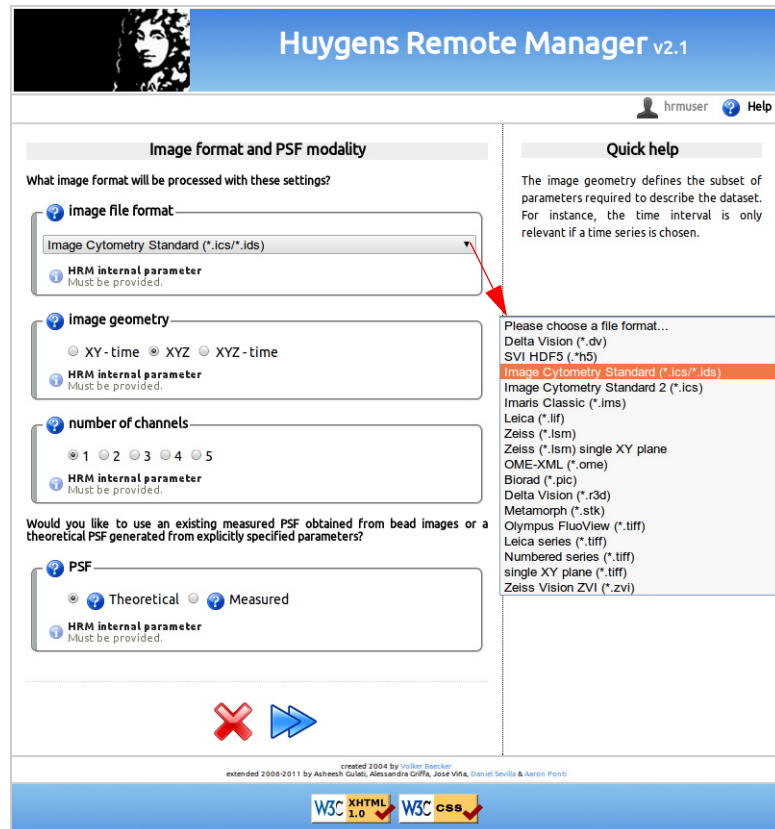 Huygens Remote Manager v2.1
hrmuser Help
Image format and PSF modality
What image format will be processed with these settings?
image file format
Image Cytometry Standard (*.ics/*.ids)
HRM internal parameter
Must be provided.
image geometry
XY - time XYZ XYZ - time
HRM internal parameter
Must be provided.
number of channels
1 2 3 4 5
HRM internal parameter
Must be provided.
Would you like to use an existing measured PSF obtained from bead images or a
theoretical PSF generated from explicitly specified parameters?
PSF
Theoretical Measured
HRM internal parameter
Must be provided.
Quick help
The image geometry defines the subset of
parameters required to describe the dataset.
For instance, the time interval is only
relevant if a time series is chosen.
Please choose a file format...
Delta Vision (*.dv)
SVI HDF5 (.*h5)
Image Cytometry Standard (*.ics/*.ids)
Image Cytometry Standard 2 (*.ics)
Imaris Classic (*.ims)
Leica (*.lif)
Zeiss (*.lsm)
Zeiss (*.lsm) single XY plane
OME-XML (*.ome)
Biorad (*.pic)
Delta Vision (*.r3d)
Metamorph (*.stk)
Olympus FluoView (*.tiff)
Leica series (*.tiff)
Numbered series (*.tiff)
single XY plane (*.tiff)
Zeiss Vision ZVI (*.zvi)
created 2004 by Volker Baecker
extended 2006-2011 by Asheesh Gulati, Alessandra Griffa, José Viña, Daniel Sevilla & Aaron Ponti
W3C XHTML 1.0 W3C css